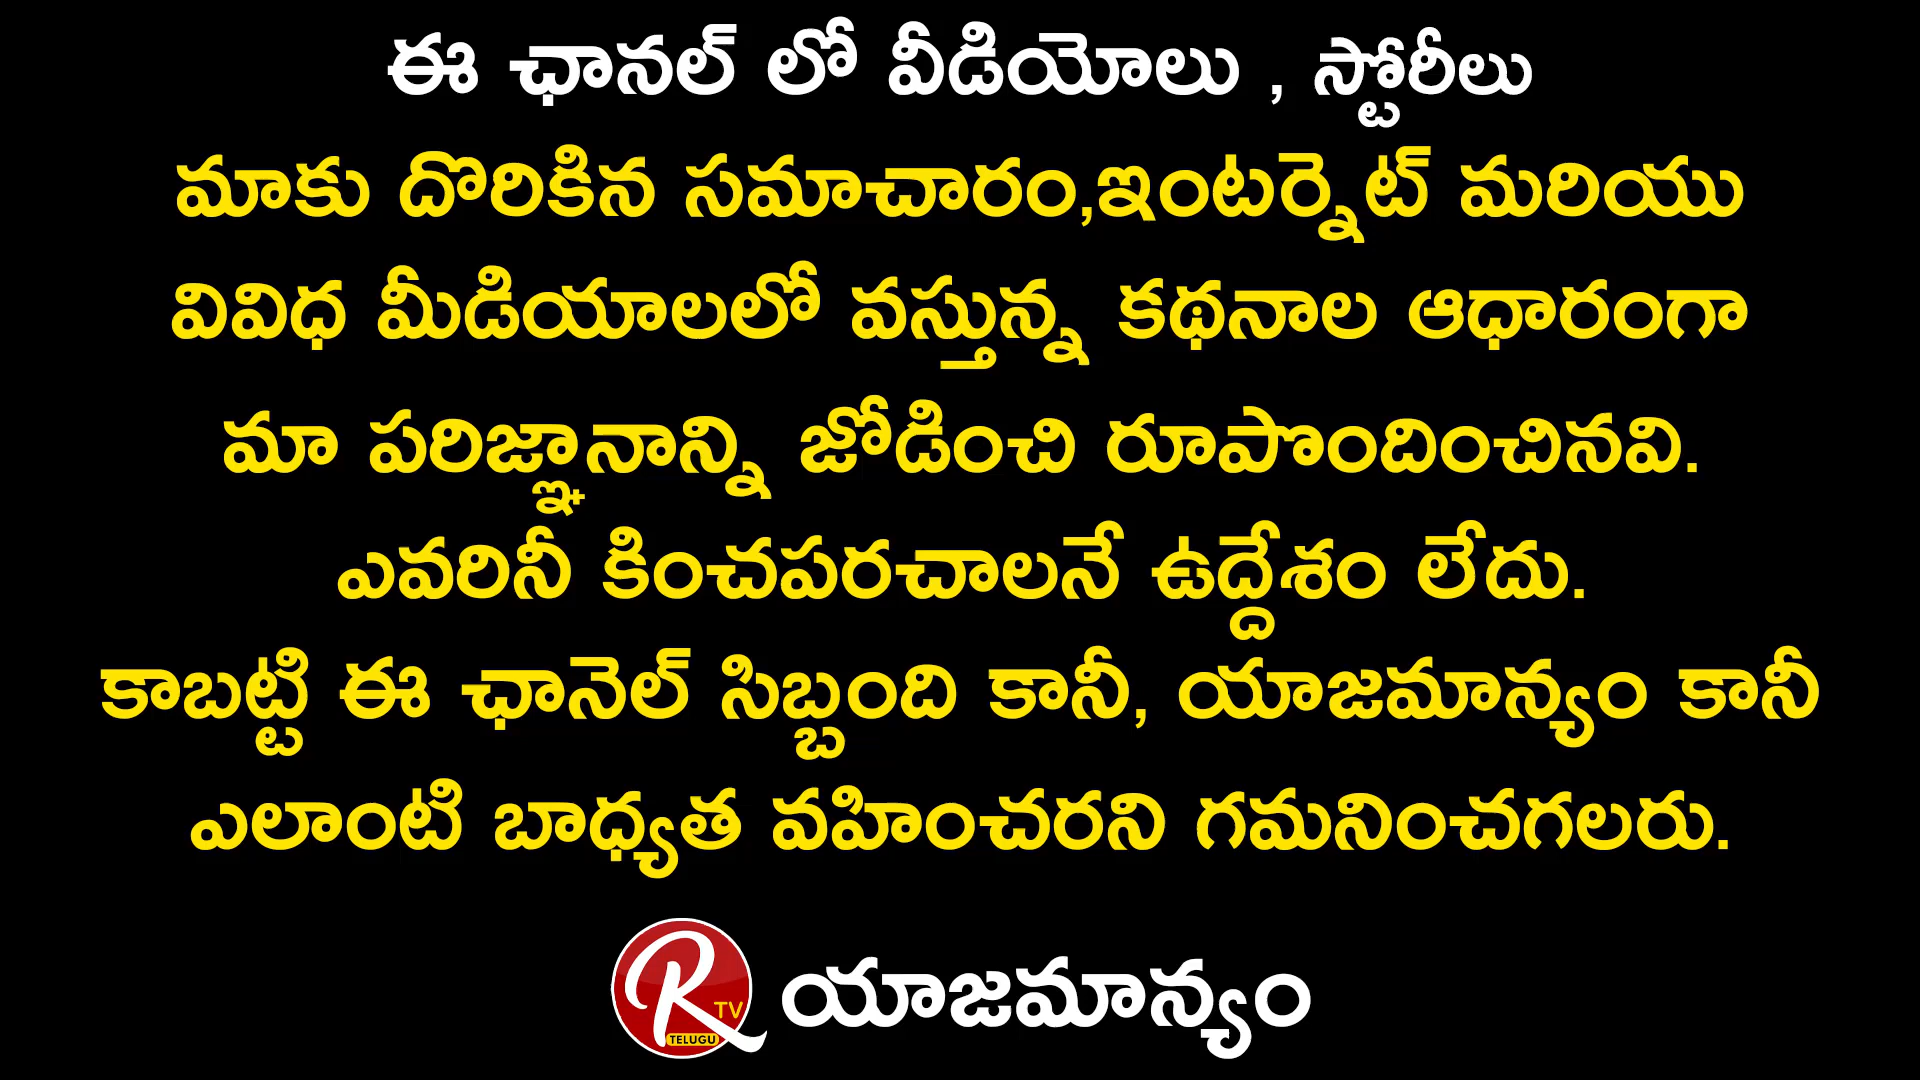 ఈ ఛానల్ లో వీడియోలు , స్టోరీలు
మాకు దొరికిన సమాచారం,ఇంటర్నెట్ మరియు
వివిధ మీడియాలలో వస్తున్న కథనాల ఆధారంగా
మా పరిజ్ఞానాన్ని జోడించి రూపొందించినవి.
ఎవరినీ కించపరచాలనే ఉద్దేశం లేదు.
కాబట్టి ఈ ఛానెల్ సిబ్బంది కానీ, యాజమాన్యం కానీ
ఎలాంటి బాధ్యత వహించరని గమనించగలరు.
R TV TELUGU యాజమాన్యం